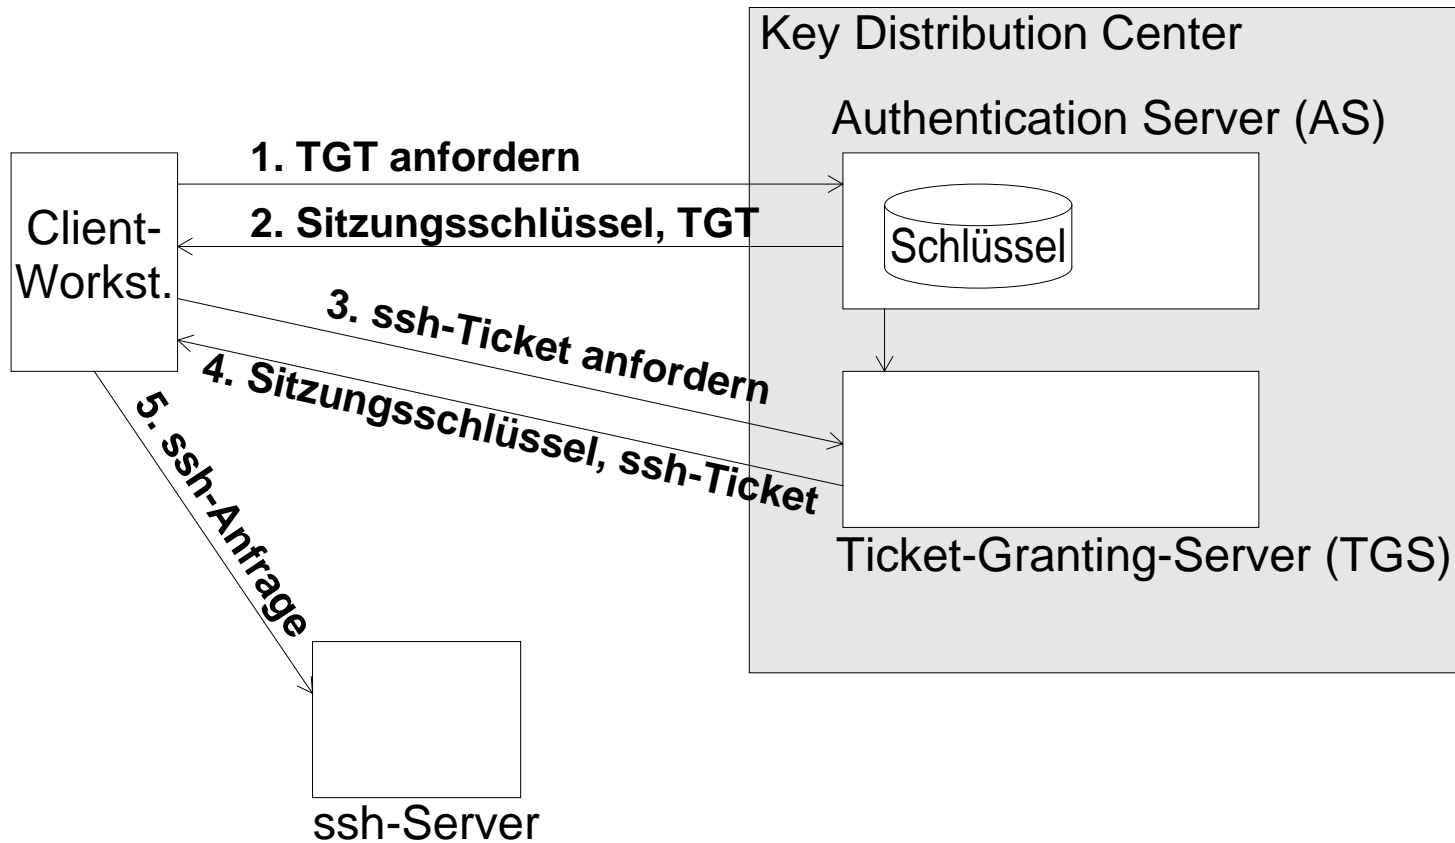 Key Distribution Center
Authentication Server (AS)
1. TGT anfordern
Client-
Workst.
2. Sitzungsschlüssel, TGT
Schlüssel
3. ssh-Ticket anfordern
4. Sitzungsschlüssel, ssh-Ticket
5. ssh-Anfrage
Ticket-Granting-Server (TGS)
ssh-Server